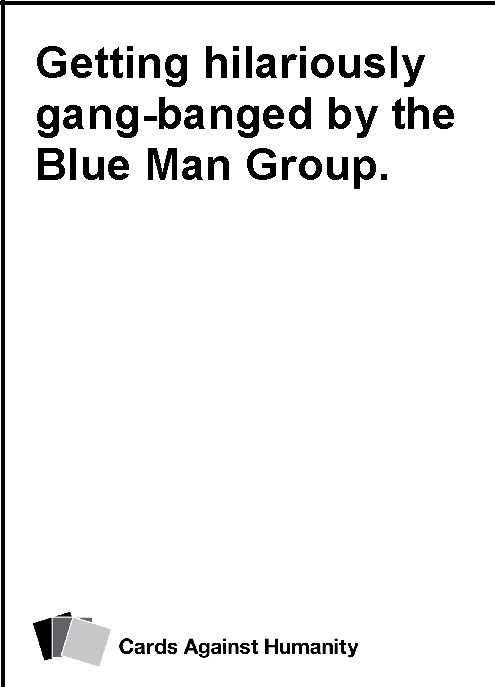 Getting hilariously
gang-banged by the
Blue Man Group.
Cards Against Humanity